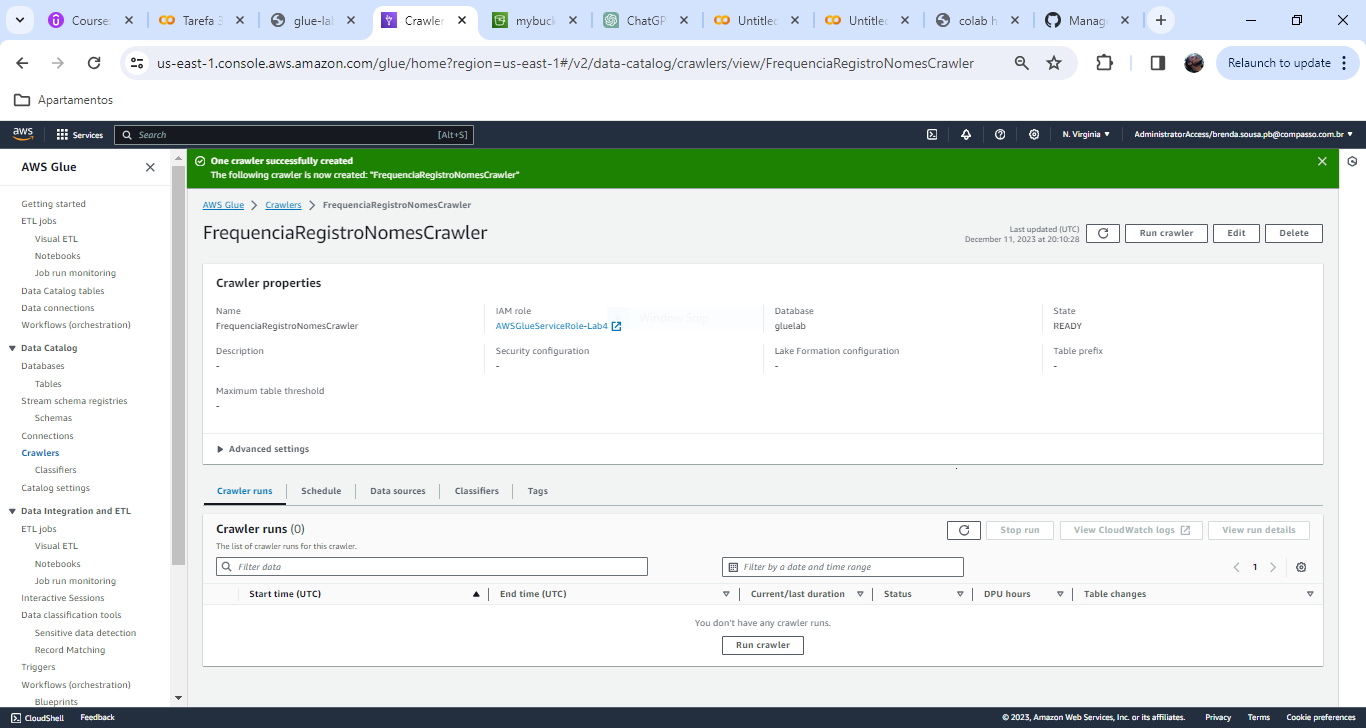 Course
Tarefa 3
glue-la
Crawler
mybuck
ChatGP
Untitled
Untitled
colab h
Manag
us-east-1.console.aws.amazon.com/glue/home?region=us-east-1#/v2/data-catalog/crawlers/view/FrequenciaRegistroNomesCrawler
Relaunch to update
Apartamentos
aws
Services
Search
[Alt+S]
N. Virginia
AdministratorAccess/brenda.sousa.pb@compasso.com.br
AWS Glue
Getting started
ETL jobs
Visual ETL
Notebooks
Job run monitoring
Data Catalog tables
Data connections
Workflows (orchestration)
Data Catalog
Databases
Tables
Stream schema registries
Schemas
Connections
Crawlers
Classifiers
Catalog settings
Data Integration and ETL
ETL jobs
Visual ETL
Notebooks
Job run monitoring
Interactive Sessions
Data classification tools
Sensitive data detection
Record Matching
Triggers
Workflows (orchestration)
Blueprints
One crawler successfully created
The following crawler is now created: "FrequenciaRegistroNomesCrawler"
AWS Glue > Crawlers > FrequenciaRegistroNomesCrawler
FrequenciaRegistroNomesCrawler
Last updated (UTC)
December 11, 2023 at 20:10:28
Run crawler
Edit
Delete
Crawler properties
Name
FrequenciaRegistroNomesCrawler
IAM role
AWSGlueServiceRole-Lab4
Database
gluelab
State
READY
Description
-
Security configuration
-
Lake Formation configuration
-
Table prefix
-
Maximum table threshold
-
Window Snip
Advanced settings
Crawler runs
Schedule
Data sources
Classifiers
Tags
Crawler runs (0)
The list of crawler runs for this crawler.
Stop run
View CloudWatch logs
View run details
Filter data
Filter by a date and time range
1
Start time (UTC)
End time (UTC)
Current/last duration
Status
DPU hours
Table changes
You don't have any crawler runs.
Run crawler
CloudShell
Feedback
© 2023, Amazon Web Services, Inc. or its affiliates.
Privacy
Terms
Cookie preferences